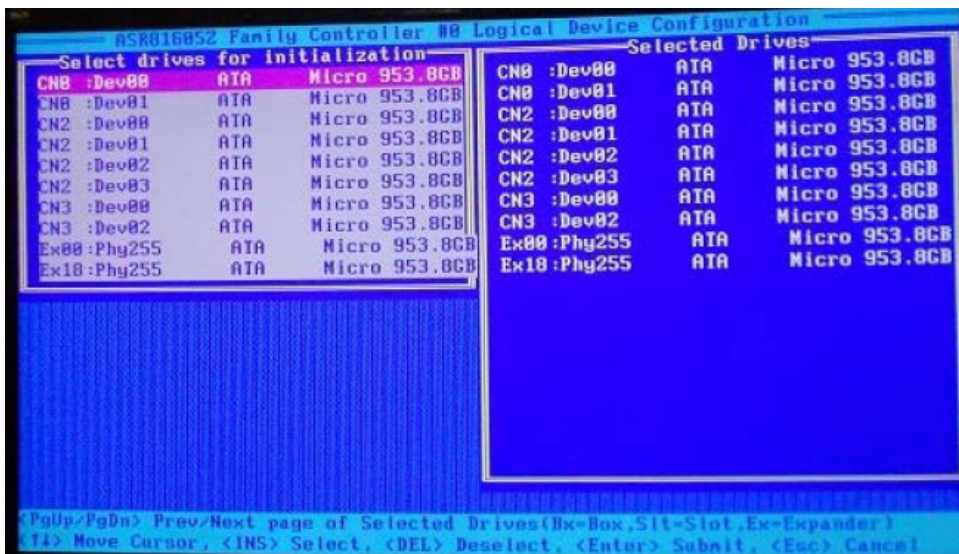 ASR8160S2 Family Controller #0 Logical Device Configuration
Select drives for initialization
CN0 :Dev00 ATA Micro 953.8GB
CN0 :Dev01 ATA Micro 953.8GB
CN2 :Dev00 ATA Micro 953.8GB
CN2 :Dev01 ATA Micro 953.8GB
CN2 :Dev02 ATA Micro 953.8GB
CN2 :Dev03 ATA Micro 953.8GB
CN3 :Dev00 ATA Micro 953.8GB
CN3 :Dev02 ATA Micro 953.8GB
Ex00:Phy255 ATA Micro 953.8GB
Ex18:Phy255 ATA Micro 953.8GB
Selected Drives
CN0 :Dev00 ATA Micro 953.8GB
CN0 :Dev01 ATA Micro 953.8GB
CN2 :Dev00 ATA Micro 953.8GB
CN2 :Dev01 ATA Micro 953.8GB
CN2 :Dev02 ATA Micro 953.8GB
CN2 :Dev03 ATA Micro 953.8GB
CN3 :Dev00 ATA Micro 953.8GB
CN3 :Dev02 ATA Micro 953.8GB
Ex00:Phy255 ATA Micro 953.8GB
Ex18:Phy255 ATA Micro 953.8GB
<PgUp/PgDn> Prev/Next page of Selected Drives(Bx=Box,Slt=Slot,Ex=Expander)
<↑↓> Move Cursor, <INS> Select, <DEL> Deselect, <Enter> Submit, <Esc> Cancel